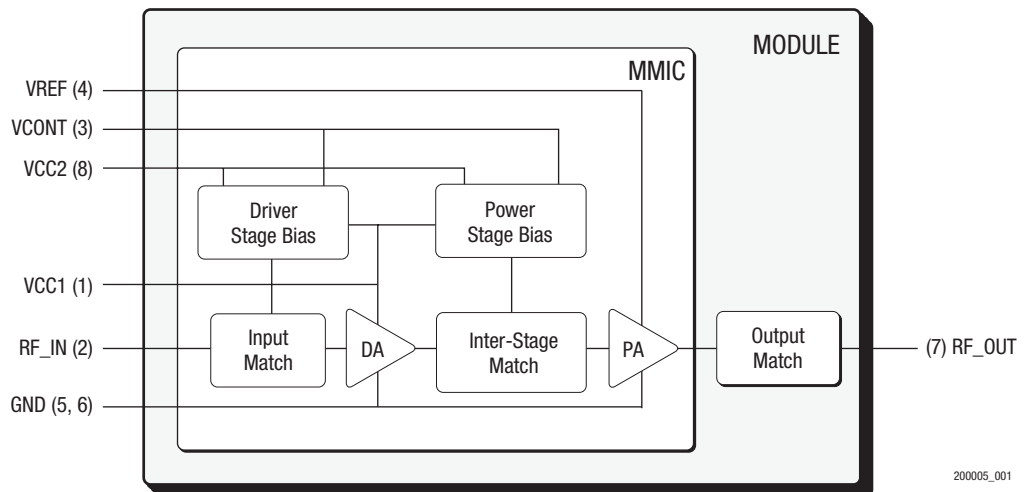 MODULE
MMIC
VREF (4)
VCONT (3)
VCC2 (8)
Driver
Stage Bias
Power
Stage Bias
VCC1 (1)
RF_IN (2)
Input
Match
DA
Inter-Stage
Match
PA
Output
Match
(7) RF_OUT
GND (5, 6)
200005_001